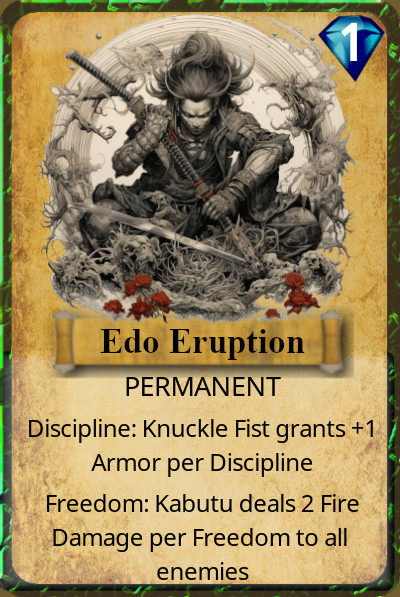 1
Edo Eruption
PERMANENT
Discipline: Knuckle Fist grants +1
Armor per Discipline
Freedom: Kabutu deals 2 Fire
Damage per Freedom to all
enemies